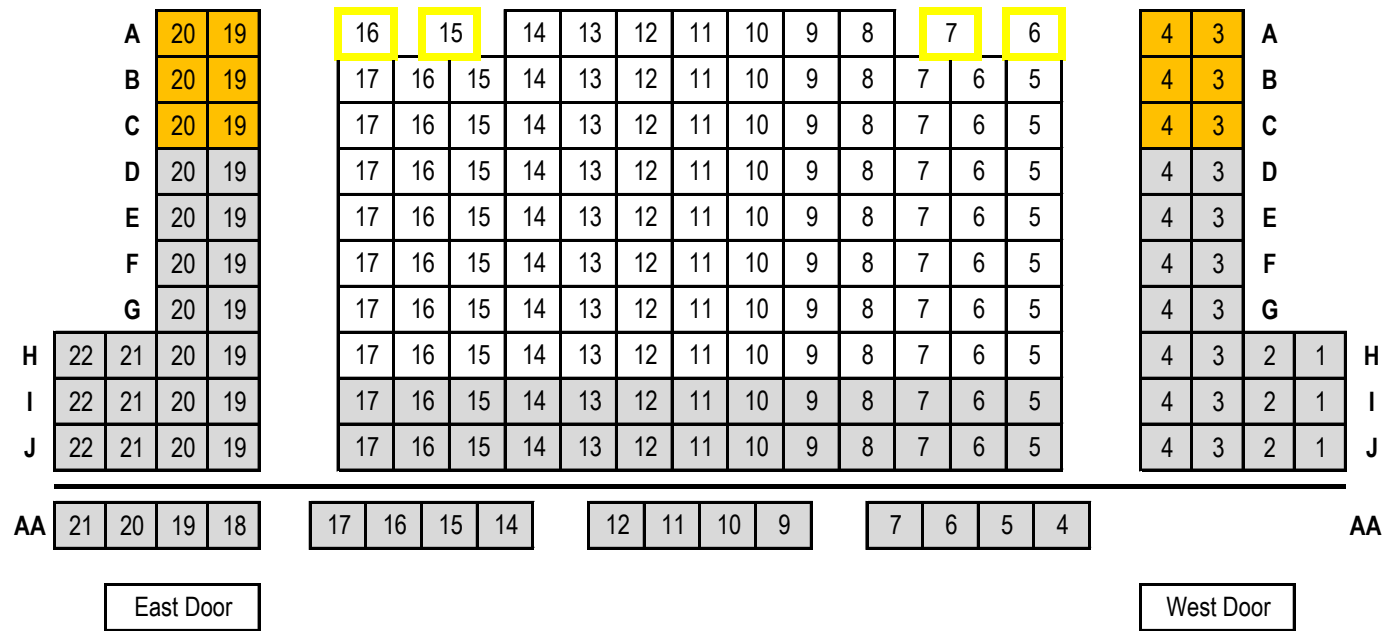 A 20 19 16 15 14 13 12 11 10 9 8 7 6 4 3 A
B 20 19 17 16 15 14 13 12 11 10 9 8 7 6 5 4 3 B
C 20 19 17 16 15 14 13 12 11 10 9 8 7 6 5 4 3 C
D 20 19 17 16 15 14 13 12 11 10 9 8 7 6 5 4 3 D
E 20 19 17 16 15 14 13 12 11 10 9 8 7 6 5 4 3 E
F 20 19 17 16 15 14 13 12 11 10 9 8 7 6 5 4 3 F
G 20 19 17 16 15 14 13 12 11 10 9 8 7 6 5 4 3 G
H 22 21 20 19 17 16 15 14 13 12 11 10 9 8 7 6 5 4 3 2 1 H
I 22 21 20 19 17 16 15 14 13 12 11 10 9 8 7 6 5 4 3 2 1 I
J 22 21 20 19 17 16 15 14 13 12 11 10 9 8 7 6 5 4 3 2 1 J
AA 21 20 19 18 17 16 15 14 12 11 10 9 7 6 5 4 AA
East Door West Door